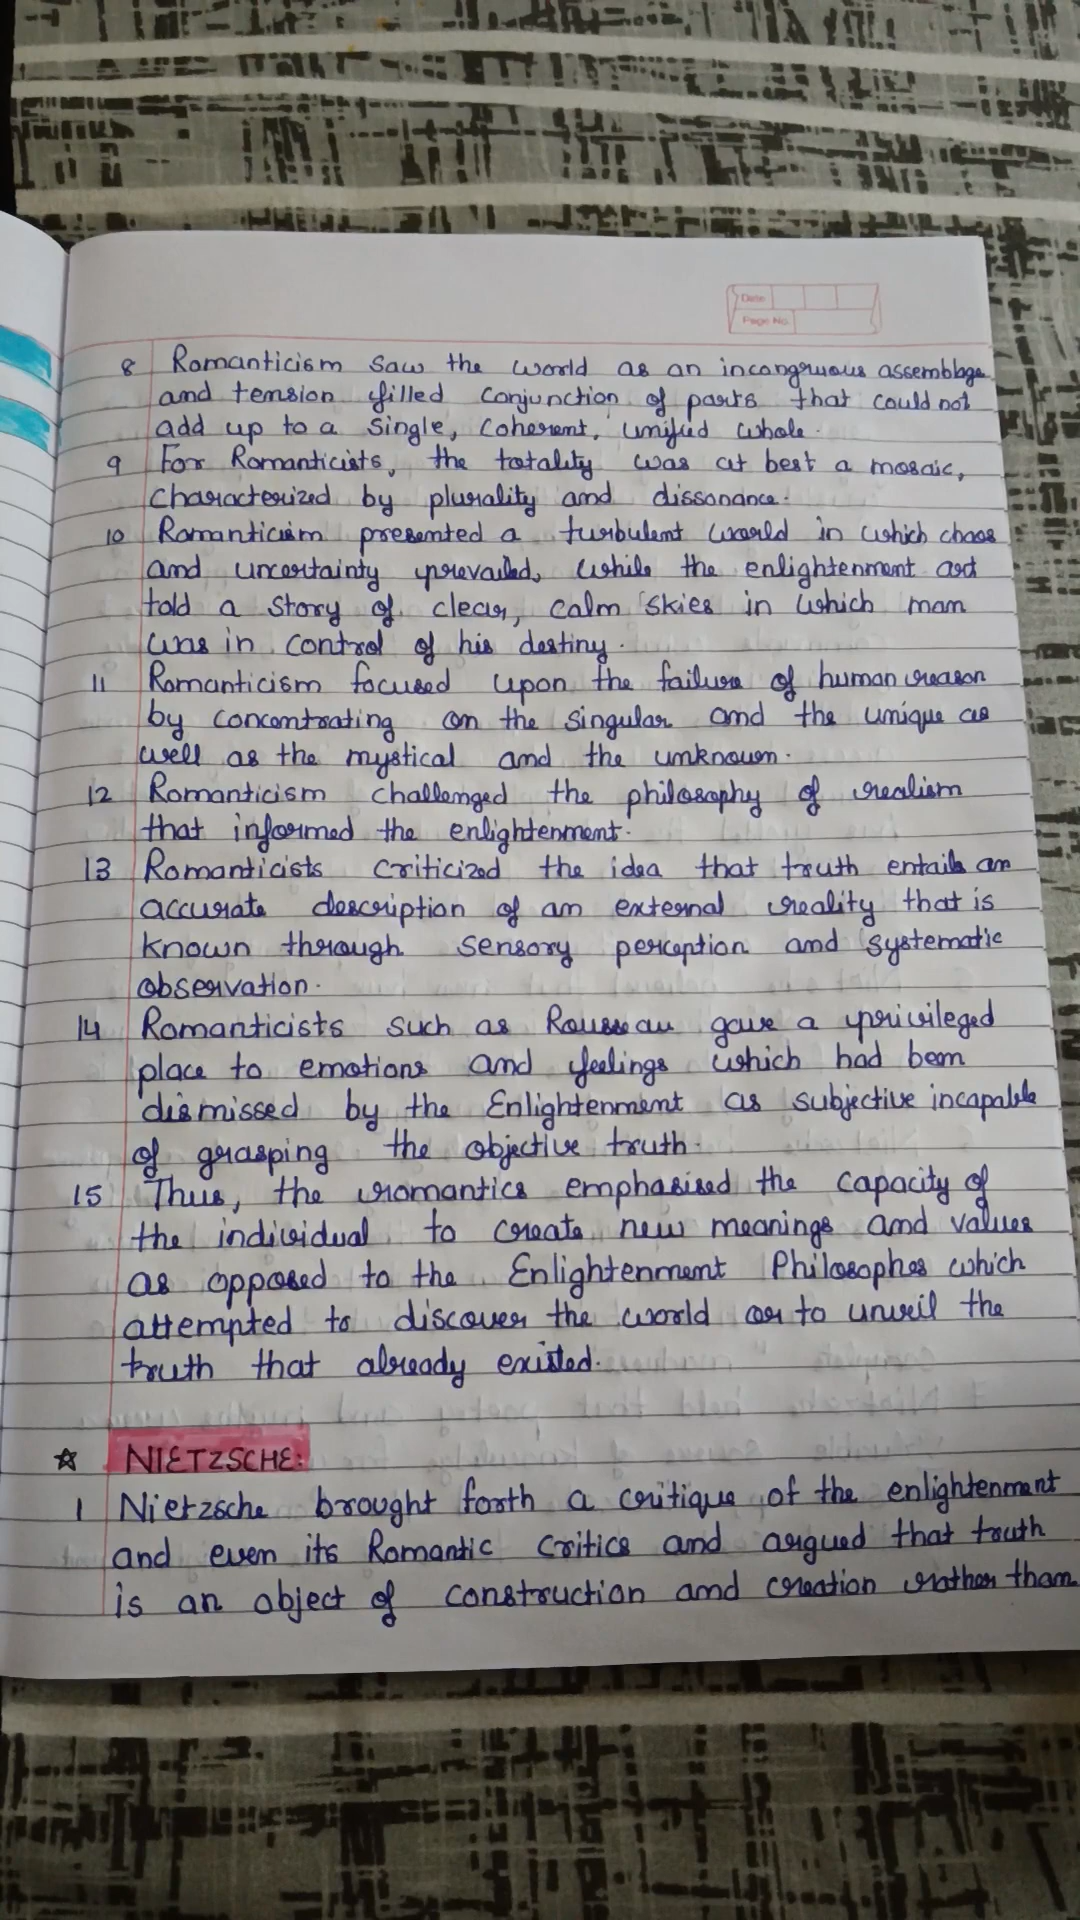 Date
Page No
8 Romanticism saw the world as an incongruous assemblage
and tension filled conjunction of parts that could not
add up to a single, coherent, unified whole.
9 For Romanticists, the totality was at best a mosaic,
characterized by plurality and dissonance.
10 Romanticism presented a turbulent world in which chaos
and uncertainty prevailed, while the enlightenment art
told a story of clear, calm skies in which man
was in control of his destiny.
11 Romanticism focused upon the failure of human reason
by concentrating on the singular and the unique as
well as the mystical and the unknown.
12 Romanticism challenged the philosophy of realism
that informed the enlightenment.
13 Romanticists criticized the idea that truth entails an
accurate description of an external reality that is
known through sensory perception and systematic
observation.
14 Romanticists such as Rousseau gave a privileged
place to emotions and feelings which had been
dismissed by the Enlightenment as subjective incapable
of grasping the objective truth.
15 Thus, the romantics emphasised the capacity of
the individual to create new meanings and values
as opposed to the Enlightenment Philosophes which
attempted to discover the world or to unveil the
truth that already existed.
☆ NIETZSCHE:
1 Nietzsche brought forth a critique of the enlightenment
and even its Romantic critics and argued that truth
is an object of construction and creation rather than